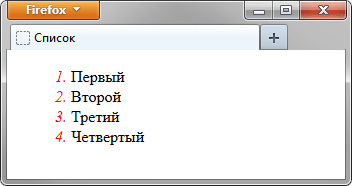 Firefox
Список
1. Первый
2. Второй
3. Третий
4. Четвертый